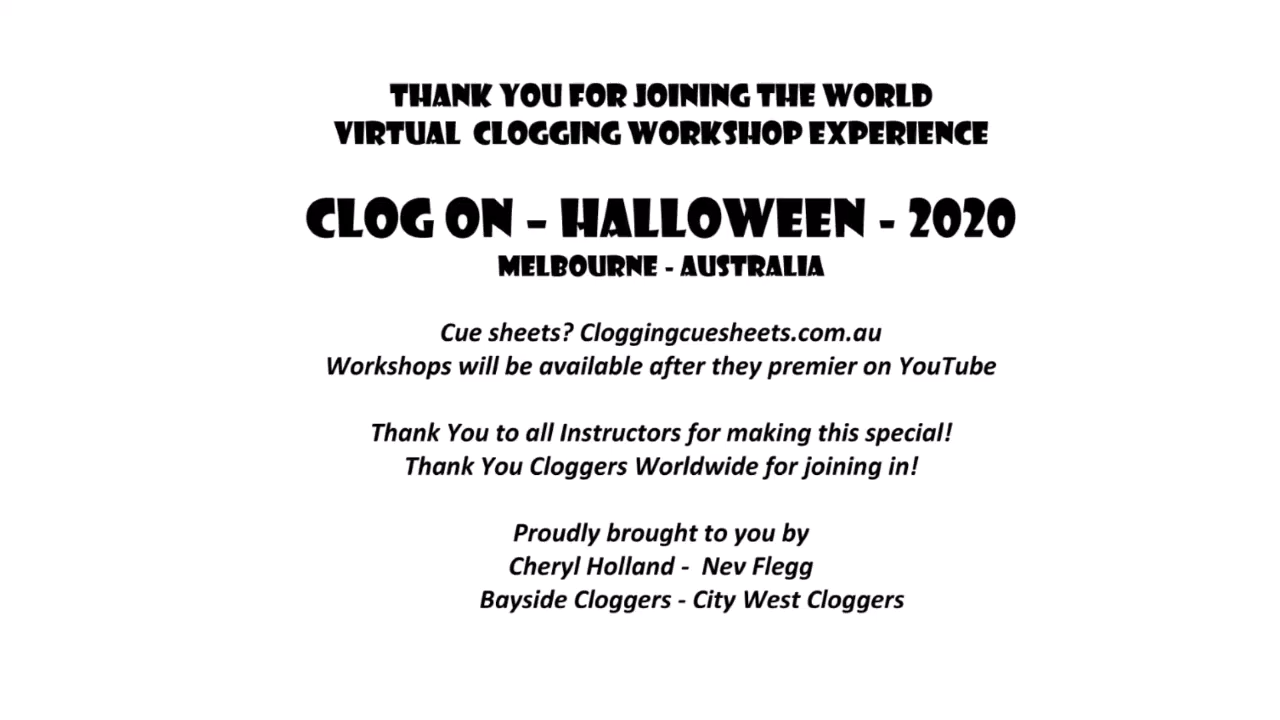 THANK YOU FOR JOINING THE WORLD
VIRTUAL CLOGGING WORKSHOP EXPERIENCE
CLOG ON – HALLOWEEN - 2020
MELBOURNE - AUSTRALIA
Cue sheets? Cloggingcuesheets.com.au
Workshops will be available after they premier on YouTube
Thank You to all Instructors for making this special!
Thank You Cloggers Worldwide for joining in!
Proudly brought to you by
Cheryl Holland - Nev Flegg
Bayside Cloggers - City West Cloggers